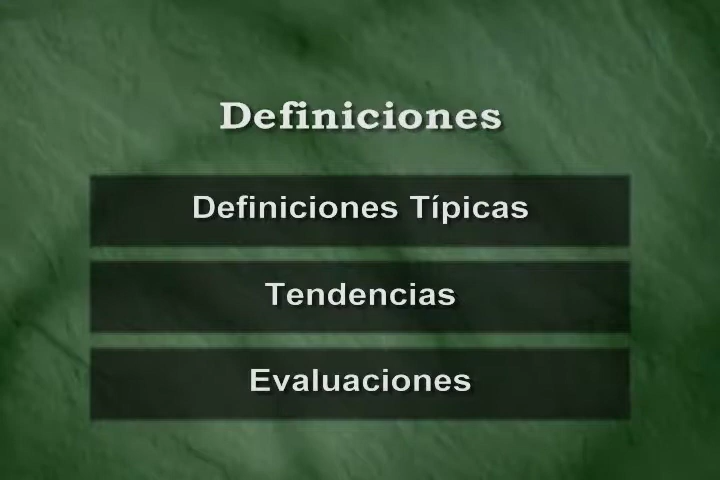 Definiciones
Definiciones Típicas
Tendencias
Evaluaciones